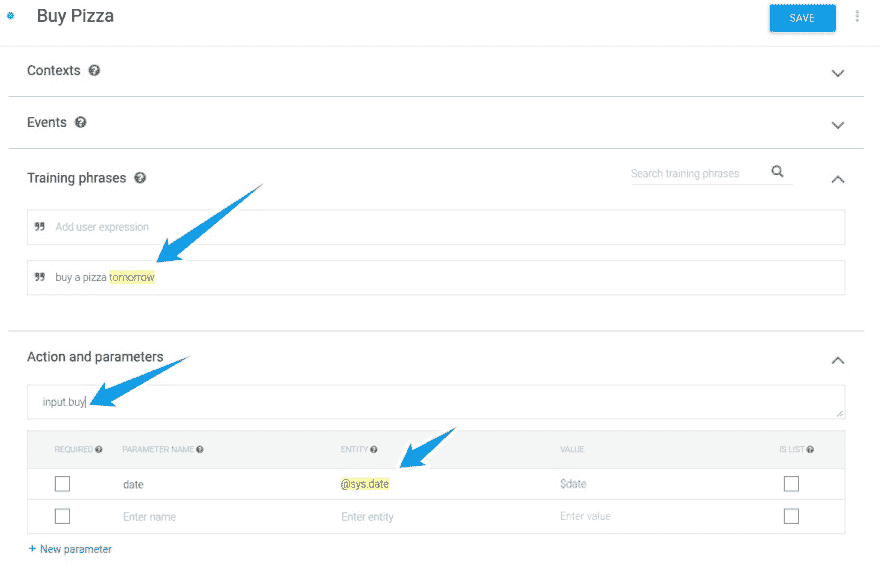 Buy Pizza
SAVE
Contexts
Events
Training phrases
Search training phrases
Add user expression
buy a pizza tomorrow
Action and parameters
input.buy
REQUIRED PARAMETER NAME ENTITY VALUE IS LIST
date @sys.date $date
Enter name Enter entity Enter value
+ New parameter